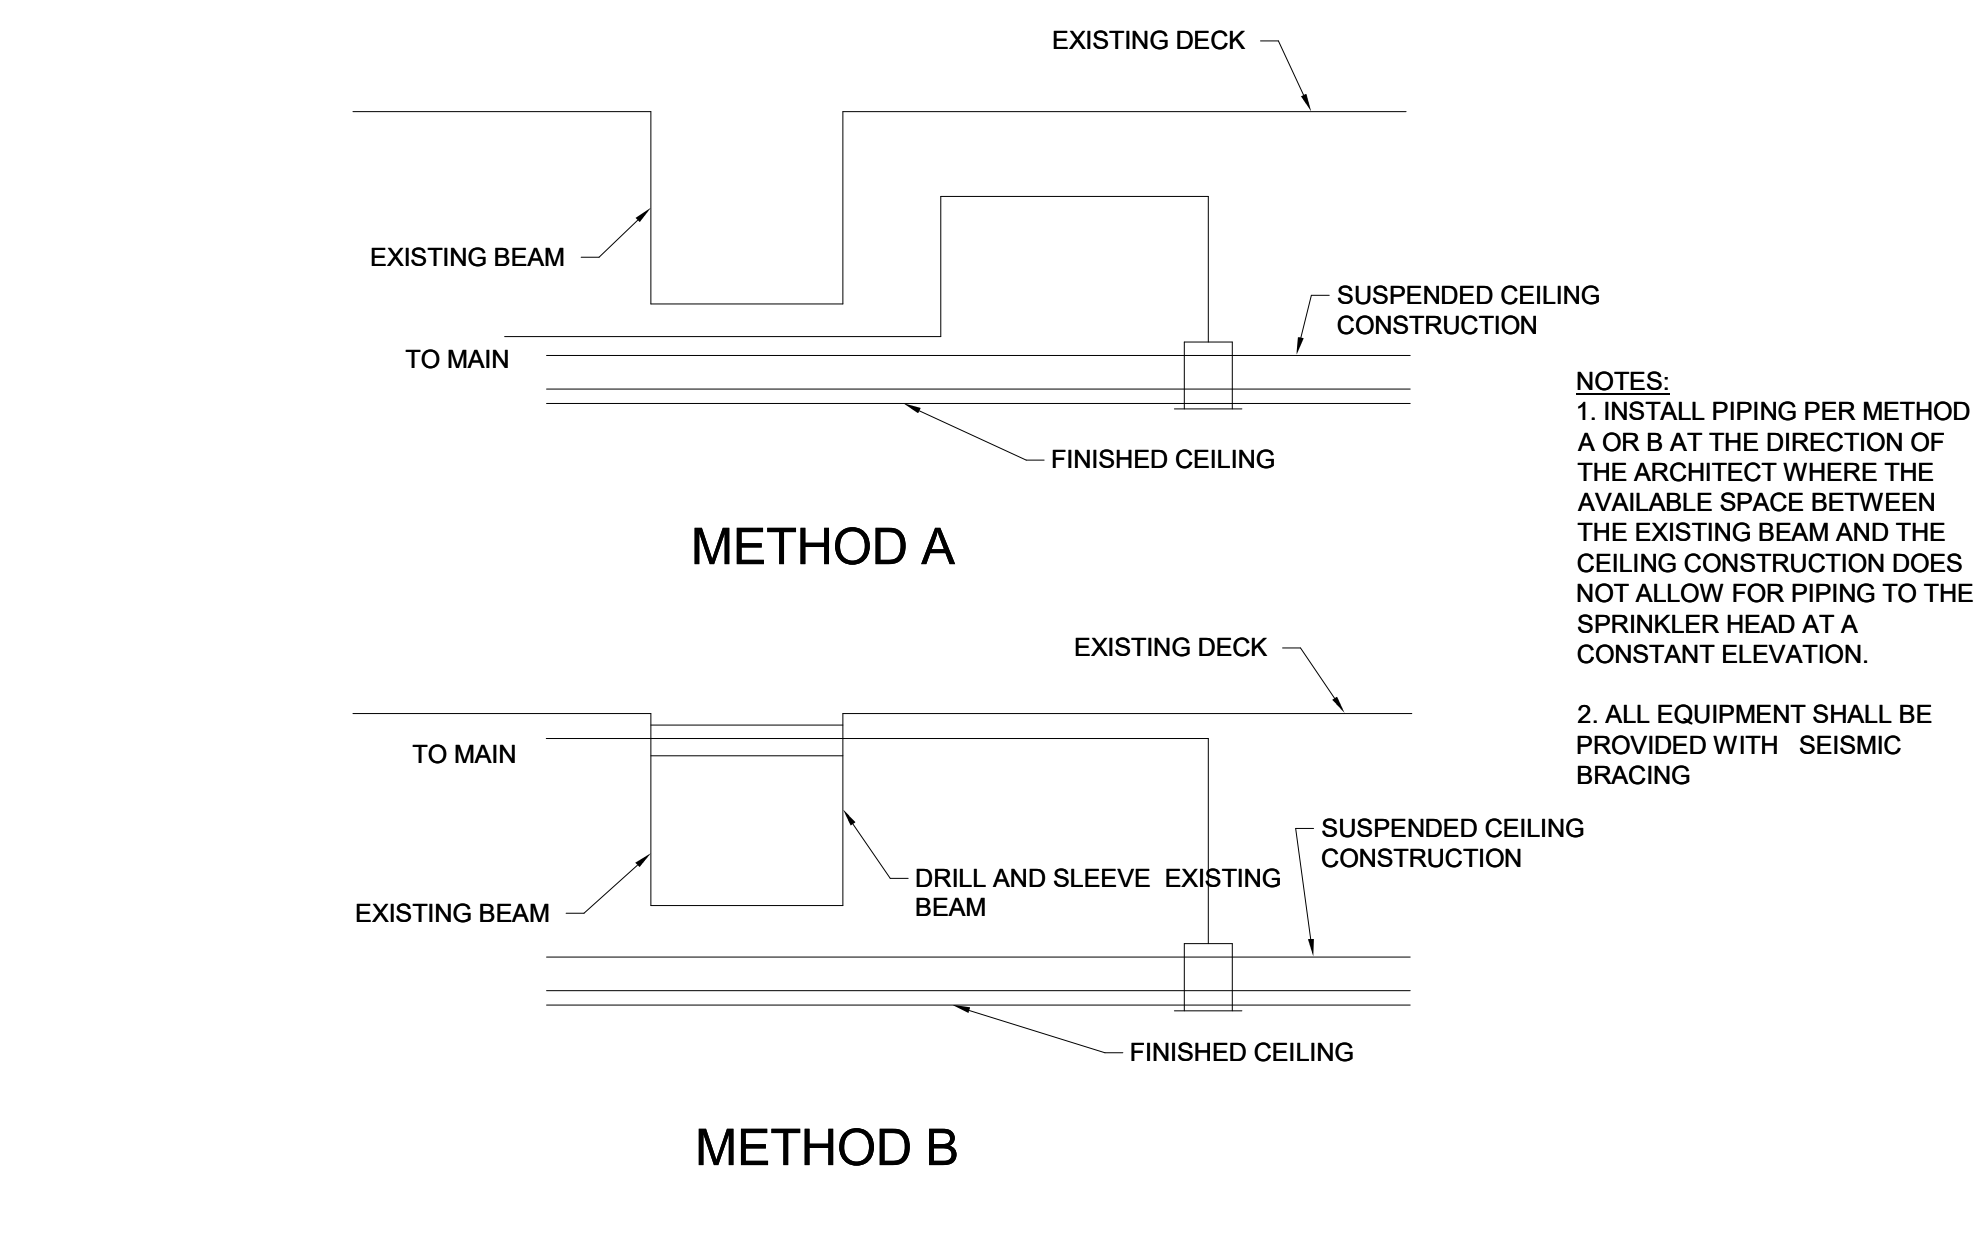 EXISTING DECK
EXISTING BEAM
SUSPENDED CEILING
CONSTRUCTION
TO MAIN
FINISHED CEILING
METHOD A
NOTES:
1. INSTALL PIPING PER METHOD
A OR B AT THE DIRECTION OF
THE ARCHITECT WHERE THE
AVAILABLE SPACE BETWEEN
THE EXISTING BEAM AND THE
CEILING CONSTRUCTION DOES
NOT ALLOW FOR PIPING TO THE
SPRINKLER HEAD AT A
CONSTANT ELEVATION.
2. ALL EQUIPMENT SHALL BE
PROVIDED WITH SEISMIC
BRACING
EXISTING DECK
TO MAIN
SUSPENDED CEILING
CONSTRUCTION
DRILL AND SLEEVE EXISTING
BEAM
EXISTING BEAM
FINISHED CEILING
METHOD B